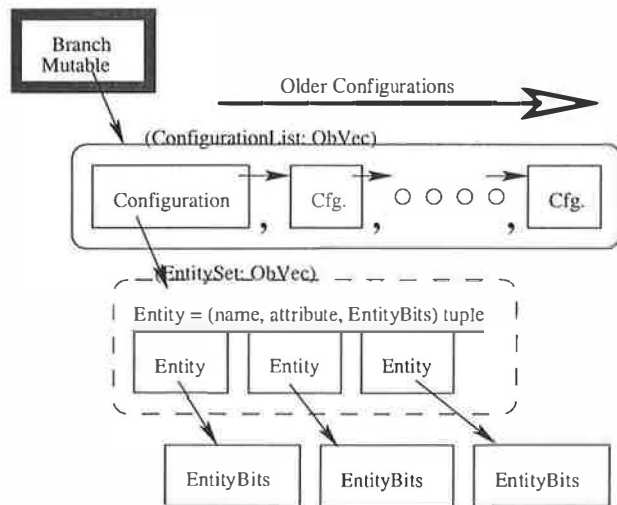 Branch
Mutable
Older Configurations
(ConfigurationList: ObVec)
Configuration , Cfg. , , Cfg.
(EntitySet: ObVec)
Entity = (name, attribute, EntityBits) tuple
Entity Entity Entity
EntityBits EntityBits EntityBits